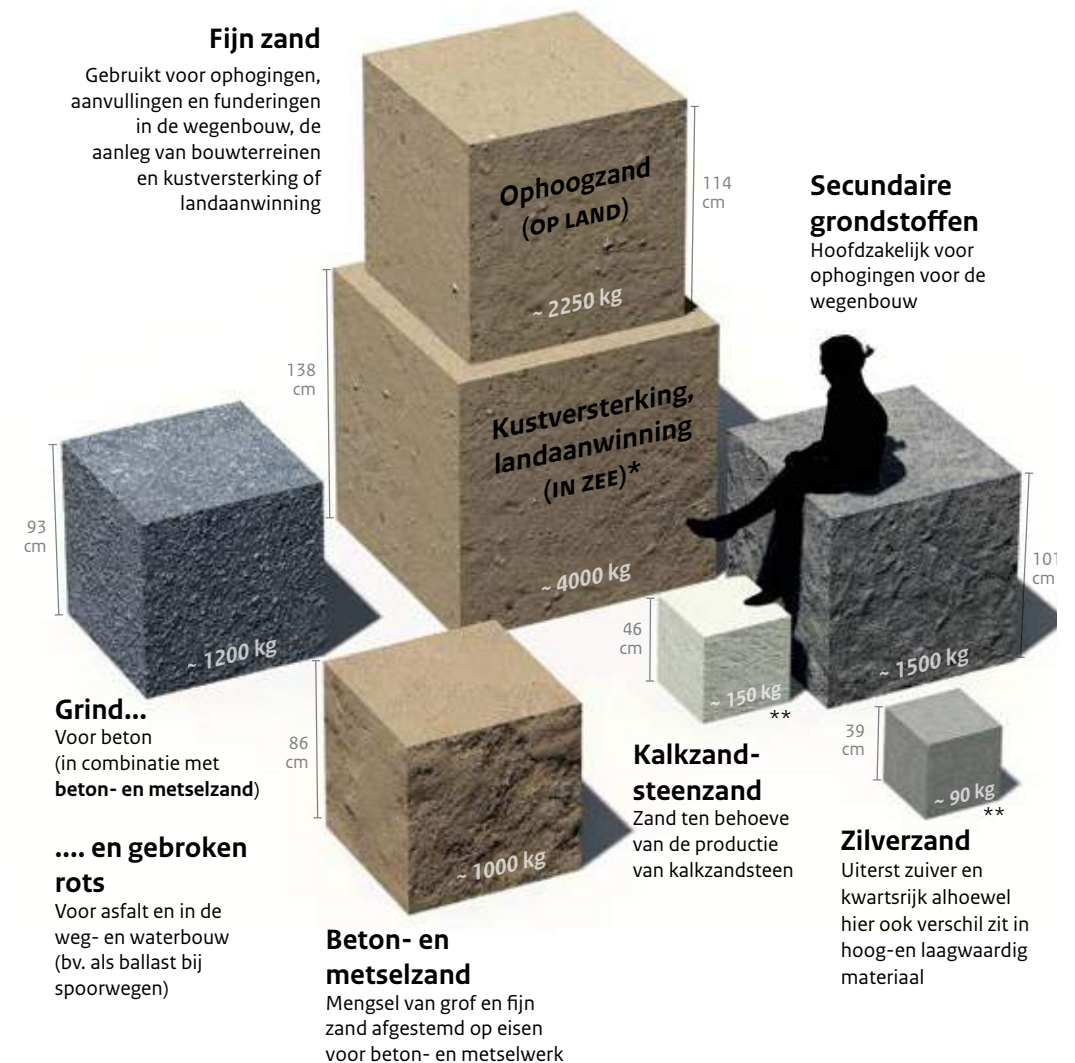 Fijn zand
Gebruikt voor ophogingen,
aanvullingen en funderingen
in de wegenbouw, de
aanleg van bouwterreinen
en kustversterking of
landaanwinning
Ophoogzand
(OP LAND)
~ 2250 kg
114
cm
Secundaire
grondstoffen
Hoofdzakelijk voor
ophogingen voor de
wegenbouw
138
cm
Kustversterking,
landaanwinning
(IN ZEE)*
~ 4000 kg
93
cm
~ 1200 kg
101
cm
~ 1500 kg
46
cm
~ 150 kg
**
Grind...
Voor beton
(in combinatie met
beton- en metselzand)
.... en gebroken
rots
Voor asfalt en in de
weg- en waterbouw
(bv. als ballast bij
spoorwegen)
86
cm
~ 1000 kg
Beton- en
metselzand
Mengsel van grof en fijn
zand afgestemd op eisen
voor beton- en metselwerk
Kalkzand-
steenzand
Zand ten behoeve
van de productie
van kalkzandsteen
39
cm
~ 90 kg
**
Zilverzand
Uiterst zuiver en
kwartsrijk alhoewel
hier ook verschil zit in
hoog-en laagwaardig
materiaal